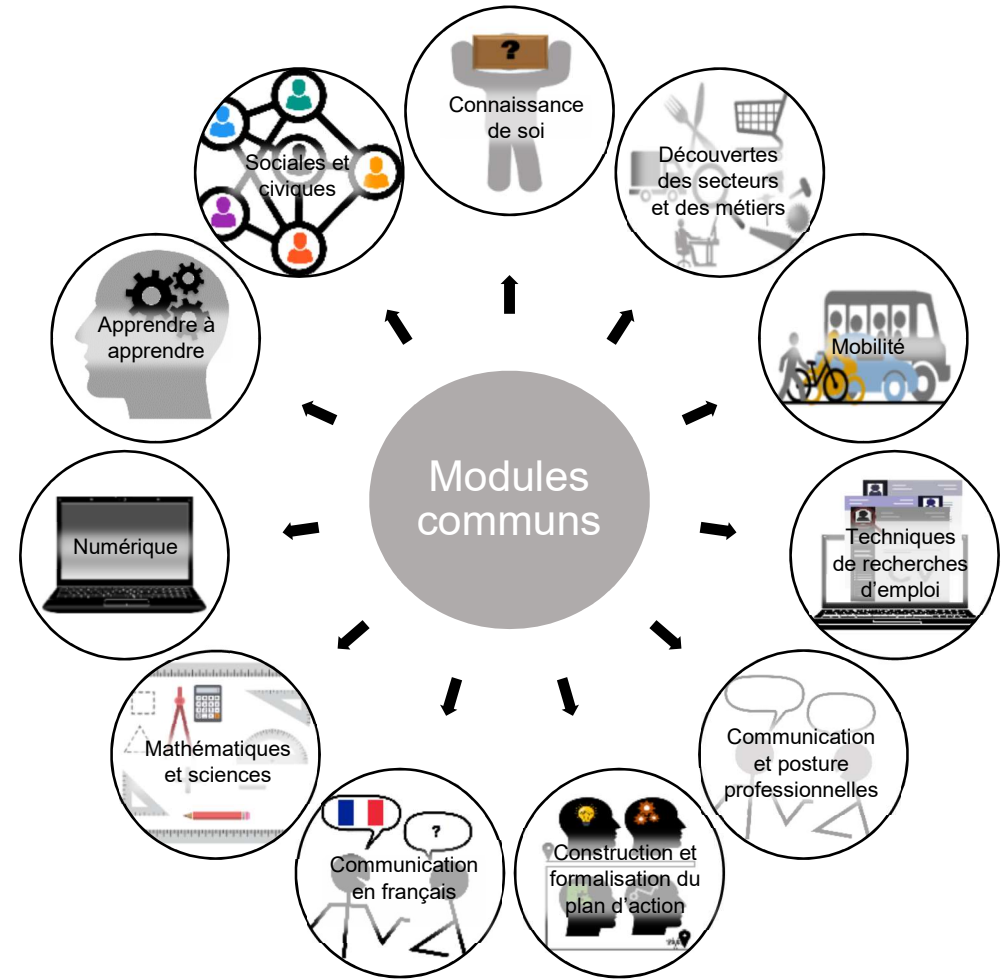 ?
Connaissance
de soi
Découvertes
des secteurs
et des métiers
Mobilité
Techniques
de recherches
d'emploi
Communication
et posture
professionnelles
Construction et
formalisation du
plan d'action
?
Communication
en français
Mathématiques
et sciences
Numérique
Apprendre à
apprendre
Sociales et
civiques
Modules
communs